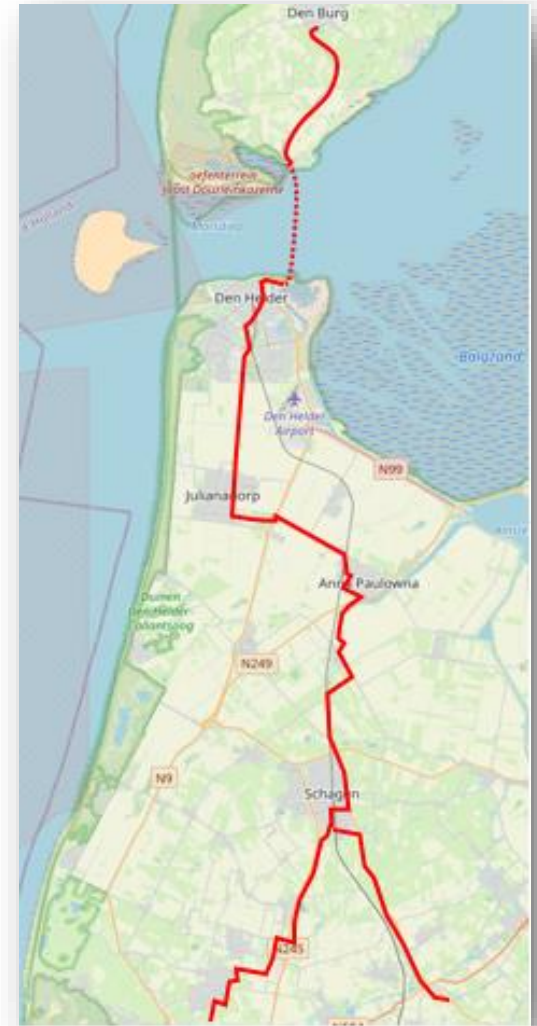 Den Burg
oefenterrein
Joost Dourleinkazerne
Marsdiep
Den Helder
Balgzand
Den Helder
Airport
N99
Julianadorp
Anna Paulowna
Duinen
Den Helder-
Callantsoog
N249
N9
Schagen
N245